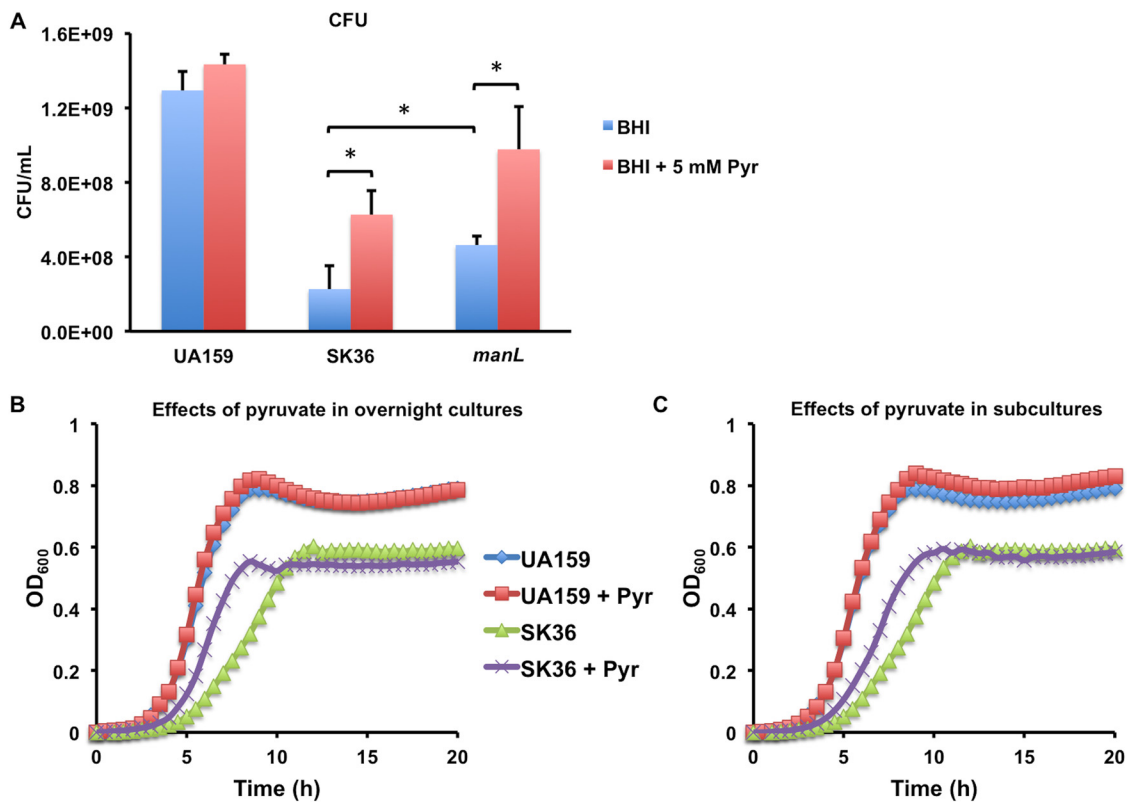 A
CFU
1.6E+09
1.2E+09
8.0E+08
4.0E+08
0.0E+00
CFU/mL
*
*
*
UA159
SK36
manL
BHI
BHI + 5 mM Pyr
B
Effects of pyruvate in overnight cultures
1
0.8
0.6
0.4
0.2
0
OD600
0
5
10
15
20
Time (h)
UA159
UA159 + Pyr
SK36
SK36 + Pyr
C
Effects of pyruvate in subcultures
1
0.8
0.6
0.4
0.2
0
OD600
0
5
10
15
20
Time (h)